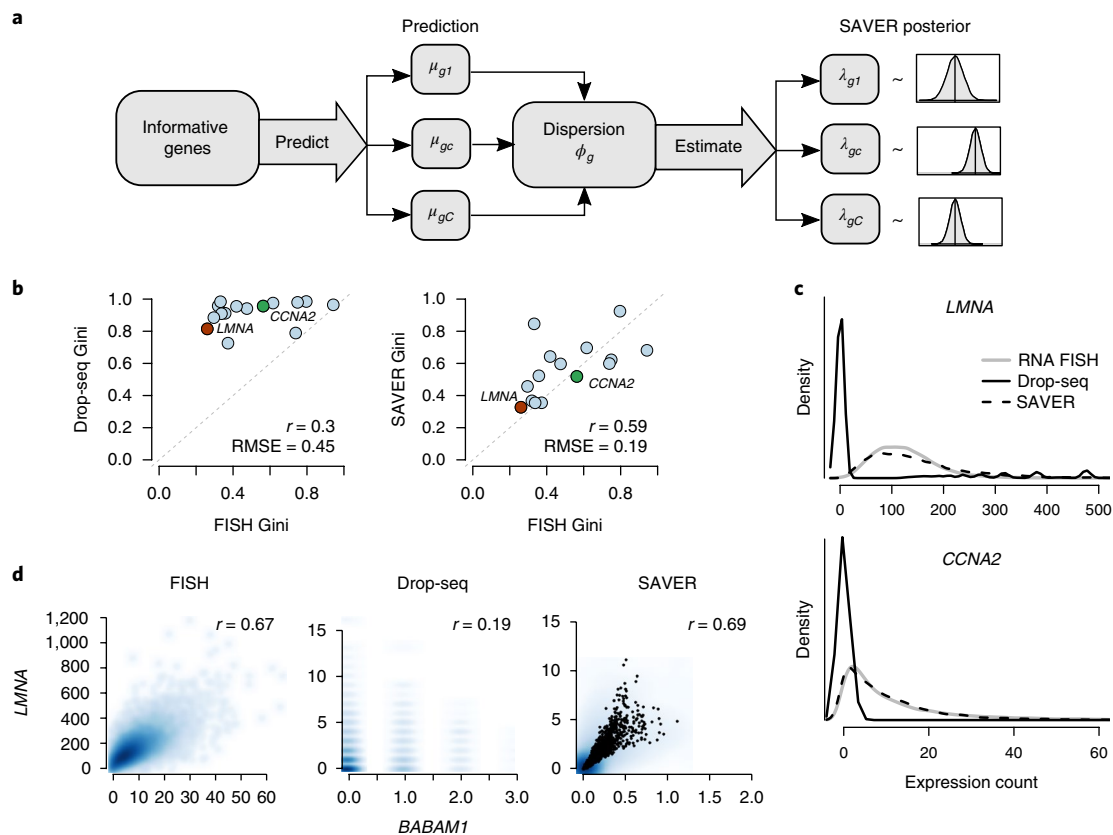 a
Prediction
SAVER posterior
Informative
genes
Predict
μg1
μgc
μgC
Dispersion
ϕg
Estimate
λg1 ~
λgc ~
λgC ~
b
Drop-seq Gini
1.0
0.8
0.6
0.4
0.2
0.0
LMNA
CCNA2
r = 0.3
RMSE = 0.45
0.0 0.4 0.8
FISH Gini
SAVER Gini
1.0
0.8
0.6
0.4
0.2
0.0
LMNA
CCNA2
r = 0.59
RMSE = 0.19
0.0 0.4 0.8
FISH Gini
c
LMNA
Density
RNA FISH
Drop-seq
SAVER
0 100 200 300 400 500
CCNA2
Density
0 20 40 60
Expression count
d
FISH
LMNA
1,200
1,000
800
600
400
200
0
r = 0.67
0 10 20 30 40 50 60
Drop-seq
15
10
5
0
r = 0.19
0.0 1.0 2.0 3.0
BABAM1
SAVER
15
10
5
0
r = 0.69
0.0 0.5 1.0 1.5 2.0